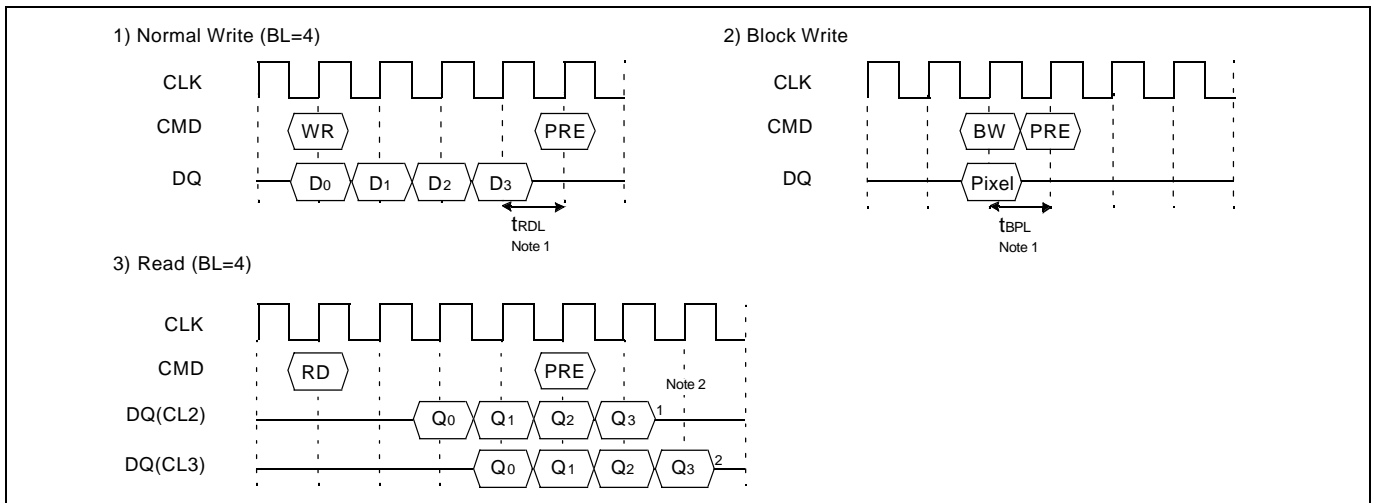 1) Normal Write (BL=4)
CLK
CMD
WR
PRE
DQ
D0
D1
D2
D3
tRDL
Note 1
2) Block Write
CLK
CMD
BW
PRE
DQ
Pixel
tBPL
Note 1
3) Read (BL=4)
CLK
CMD
RD
PRE
Note 2
DQ(CL2)
Q0
Q1
Q2
Q3
1
DQ(CL3)
Q0
Q1
Q2
Q3
2